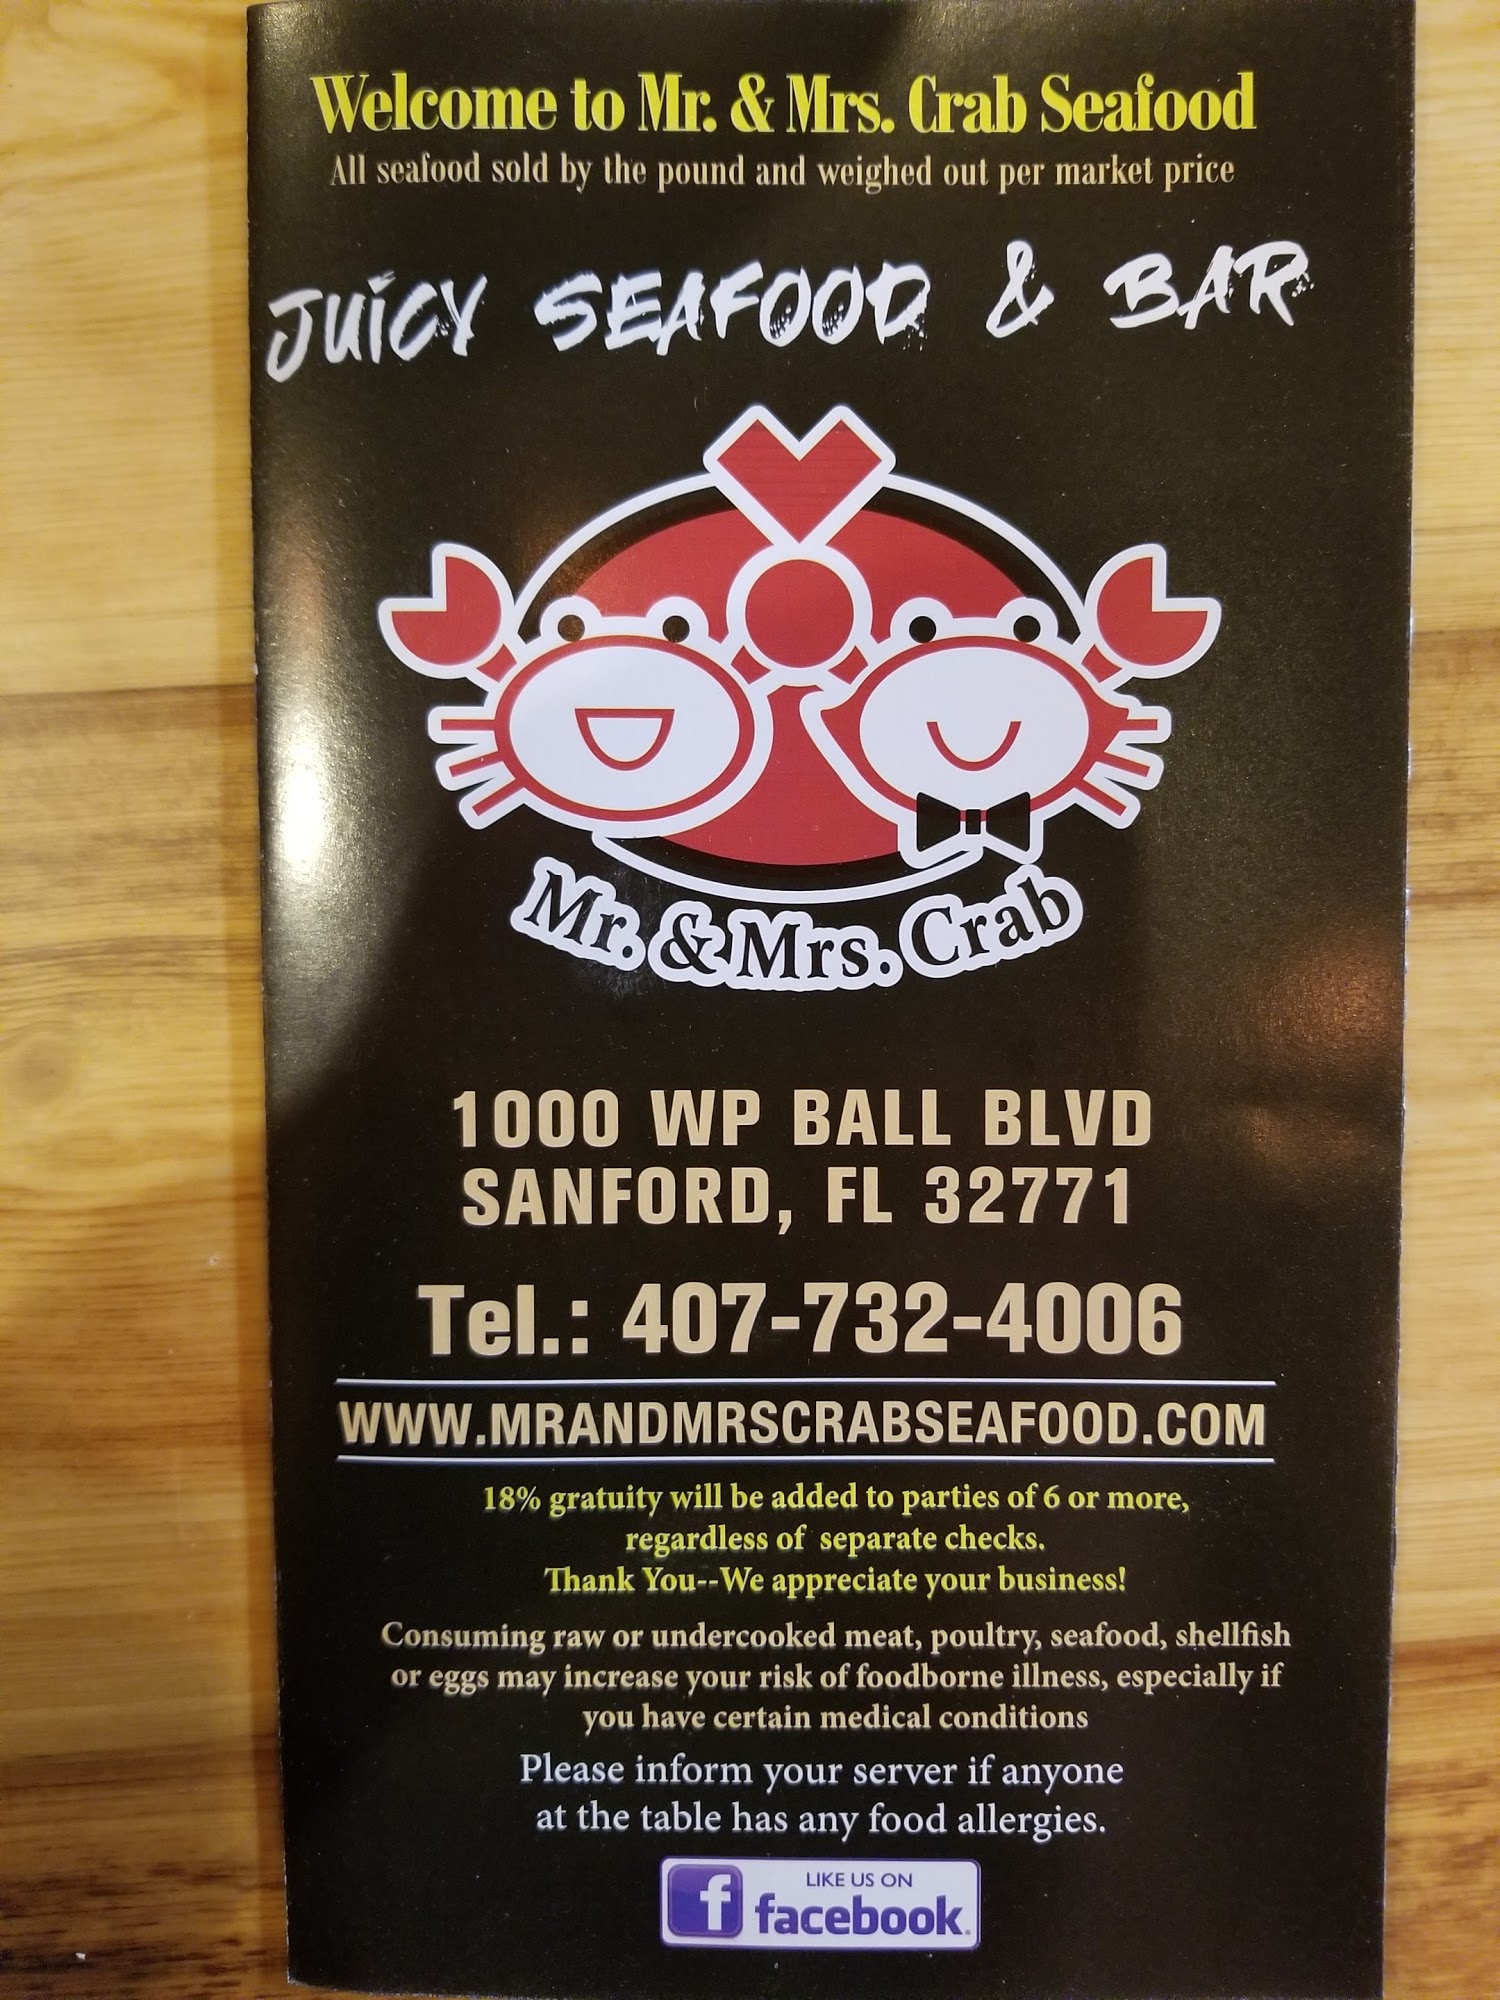 Welcome to Mr. & Mrs. Crab Seafood
All seafood sold by the pound and weighed out per market price
JUICY SEAFOOD & BAR
Mr. & Mrs. Crab
1000 WP BALL BLVD
SANFORD, FL 32771
Tel.: 407-732-4006
WWW.MRANDMRSCRABSEAFOOD.COM
18% gratuity will be added to parties of 6 or more,
regardless of separate checks.
Thank You--We appreciate your business!
Consuming raw or undercooked meat, poultry, seafood, shellfish
or eggs may increase your risk of foodborne illness, especially if
you have certain medical conditions
Please inform your server if anyone
at the table has any food allergies.
f
LIKE US ON
facebook.